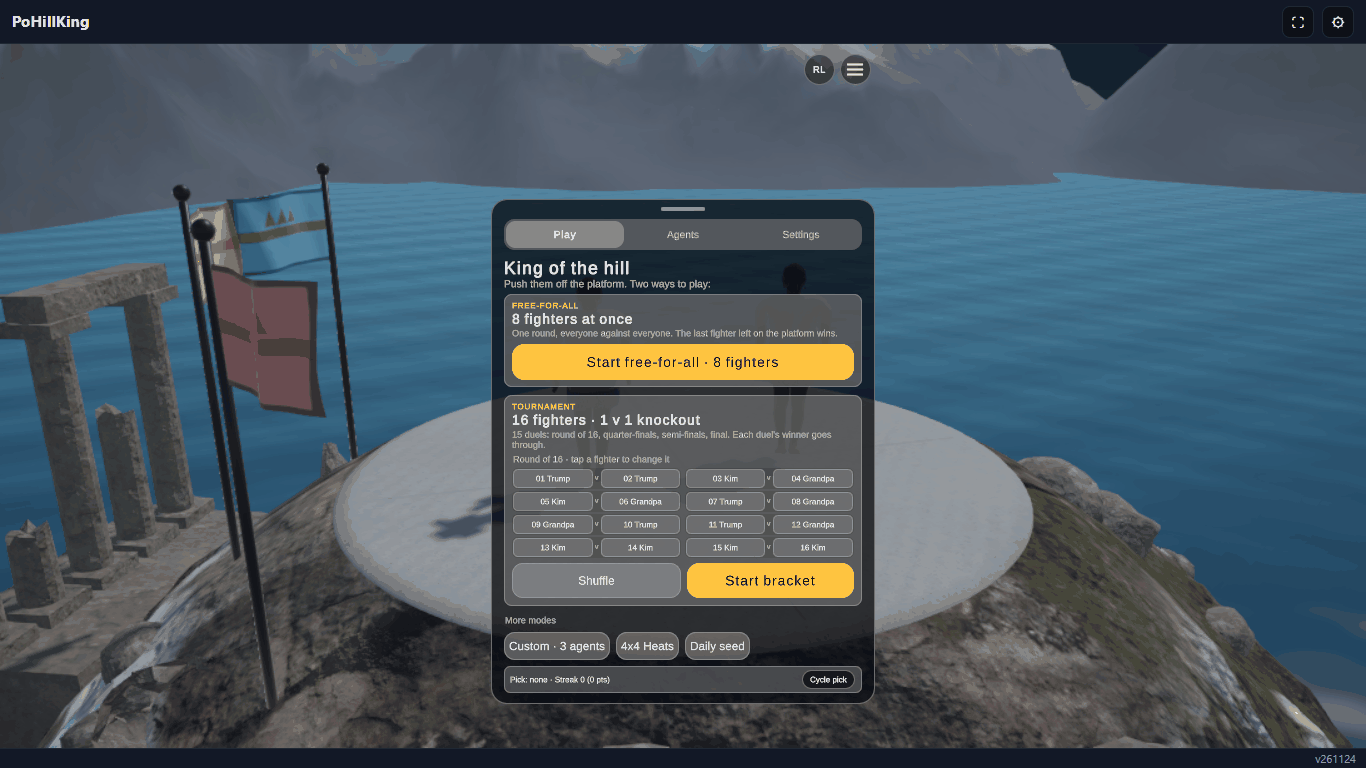 PoHillKing
RL
Play
Agents
Settings
King of the hill
Push them off the platform. Two ways to play:
FREE-FOR-ALL
8 fighters at once
One round, everyone against everyone. The last fighter left on the platform wins.
Start free-for-all · 8 fighters
TOURNAMENT
16 fighters · 1 v 1 knockout
15 duels: round of 16, quarter-finals, semi-finals, final. Each duel's winner goes
through.
Round of 16 · tap a fighter to change it
01 Trump v 02 Trump 03 Kim v 04 Grandpa
05 Kim v 06 Grandpa 07 Trump v 08 Grandpa
09 Grandpa v 10 Trump 11 Trump v 12 Grandpa
13 Kim v 14 Kim 15 Kim v 16 Kim
Shuffle
Start bracket
More modes
Custom · 3 agents
4x4 Heats
Daily seed
Pick: none · Streak 0 (0 pts)
Cycle pick
v261124